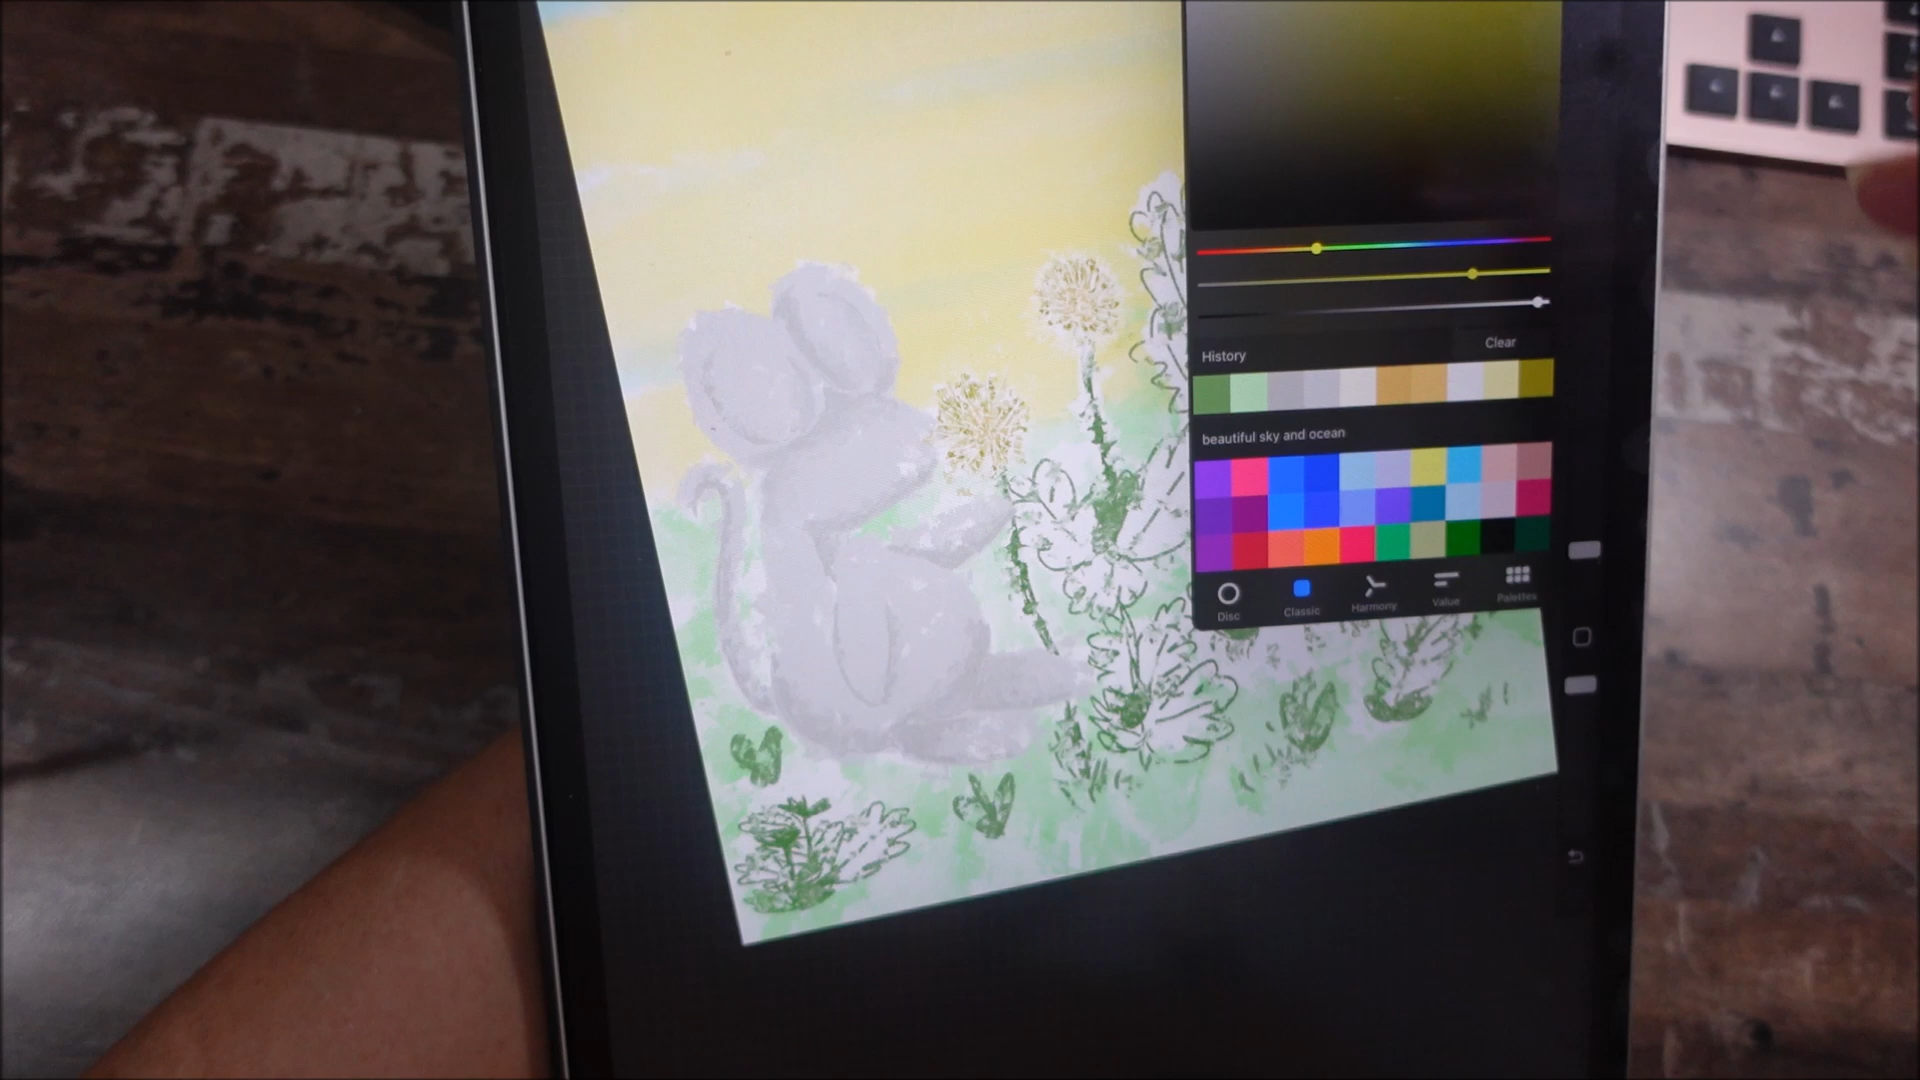 Clear
History
beautiful sky and ocean
Disc
Classic
Harmony
Value
Palettes